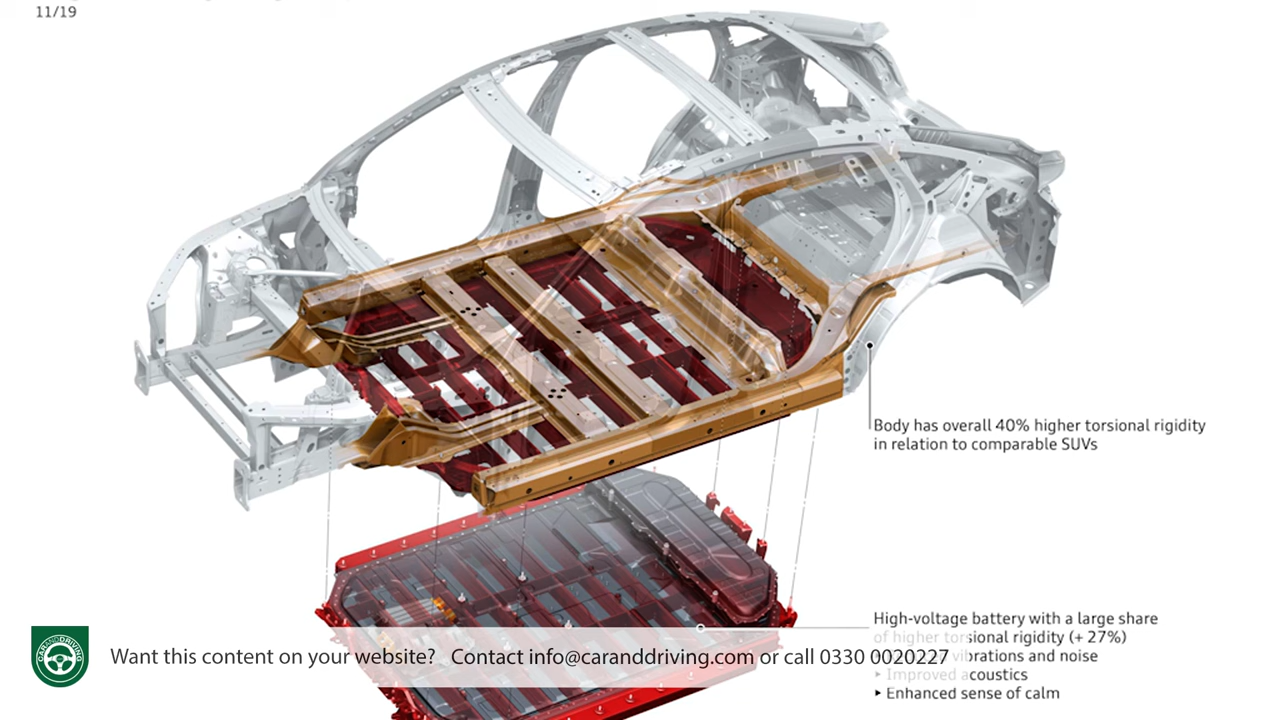 11/19
Body has overall 40% higher torsional rigidity
in relation to comparable SUVs
High-voltage battery with a large share
of higher torsional rigidity (+ 27%)
vibrations and noise
▸ Improved acoustics
▸ Enhanced sense of calm
CARANDDRIVING
Want this content on your website? Contact info@caranddriving.com or call 0330 0020227